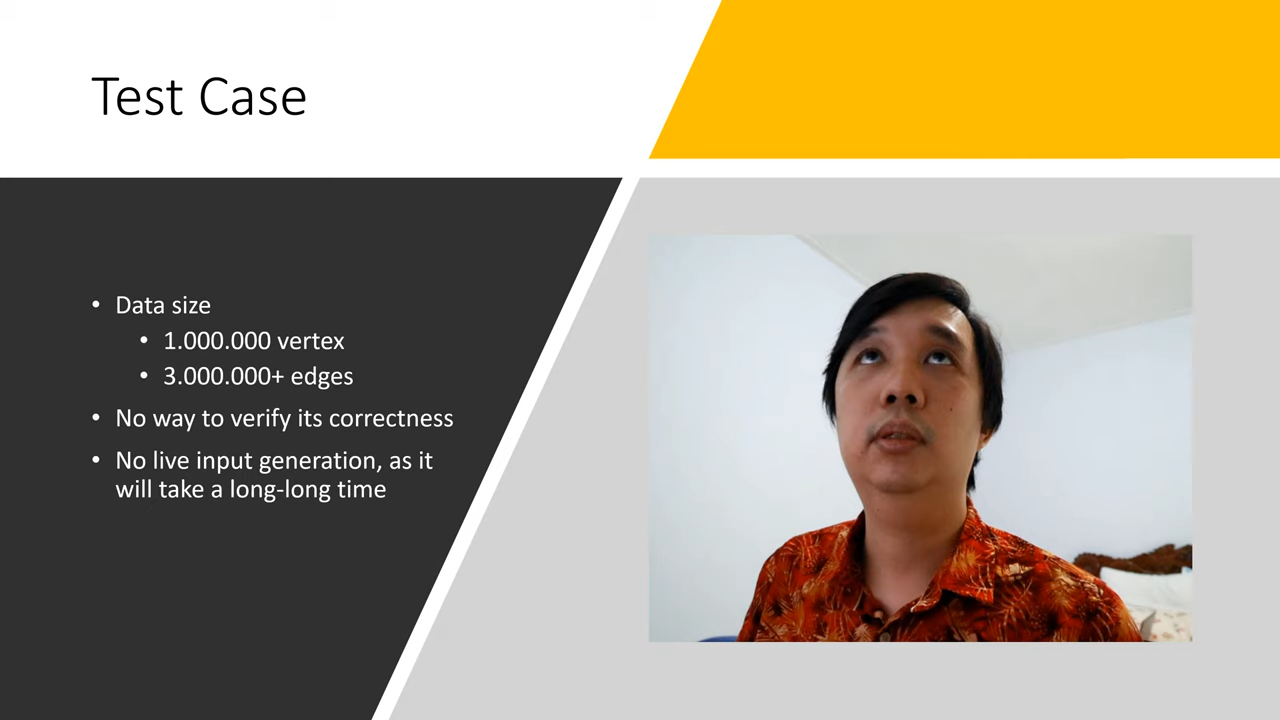 Test Case
• Data size
• 1.000.000 vertex
• 3.000.000+ edges
• No way to verify its correctness
• No live input generation, as it
will take a long-long time